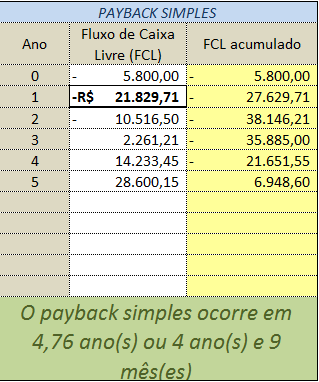 PAYBACK SIMPLES
Ano Fluxo de Caixa Livre (FCL) FCL acumulado
0 - 5.800,00 - 5.800,00
1 -R$ 21.829,71 - 27.629,71
2 - 10.516,50 - 38.146,21
3 2.261,21 - 35.885,00
4 14.233,45 - 21.651,55
5 28.600,15 6.948,60
O payback simples ocorre em
4,76 ano(s) ou 4 ano(s) e 9
mês(es)